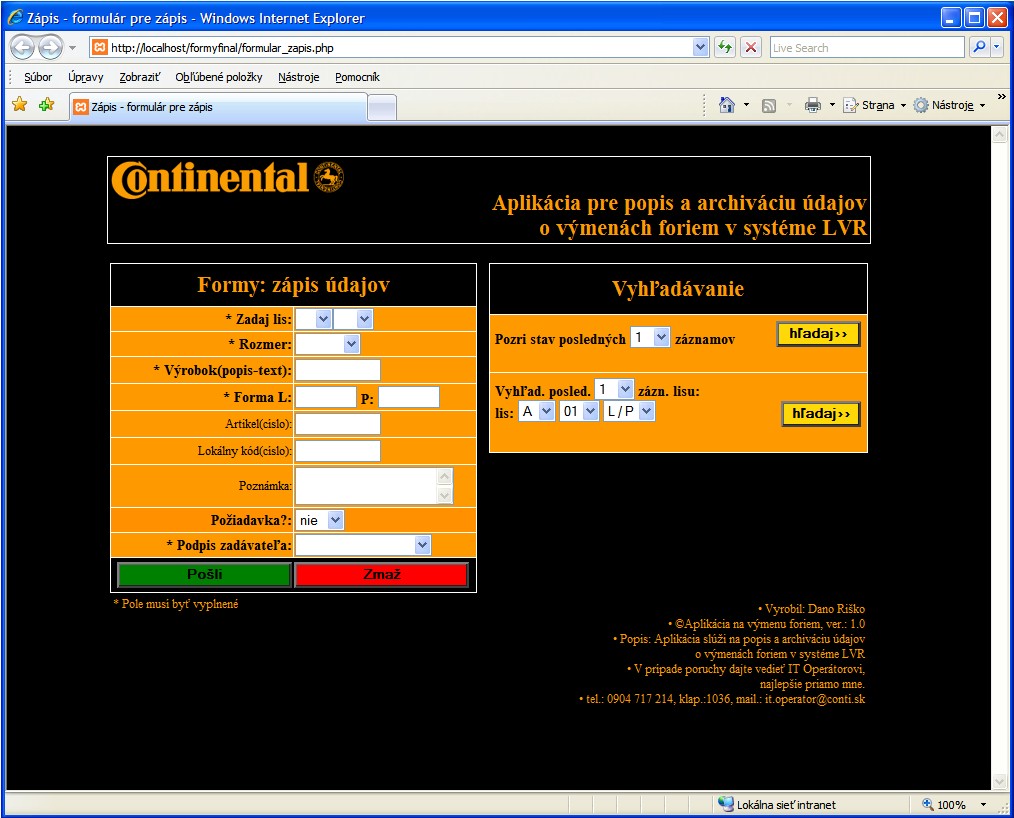 Zápis - formulár pre zápis - Windows Internet Explorer
http://localhost/formyfinal/formular_zapis.php
Live Search
Súbor Úpravy Zobraziť Obľúbené položky Nástroje Pomocník
Zápis - formulár pre zápis
Strana Nástroje
Continental
Aplikácia pre popis a archiváciu údajov
o výmenách foriem v systéme LVR
Formy: zápis údajov
* Zadaj lis:
* Rozmer:
* Výrobok(popis-text):
* Forma L: P:
Artikel(cislo):
Lokálny kód(cislo):
Poznámka:
Požiadavka?: nie
* Podpis zadávateľa:
Pošli Zmaž
* Pole musí byť vyplnené
Vyhľadávanie
Pozri stav posledných 1 záznamov hľadaj>>
Vyhľad. posled. 1 zázn. lisu:
lis: A 01 L / P hľadaj>>
• Vyrobil: Dano Riško
• ©Aplikácia na výmenu foriem, ver.: 1.0
• Popis: Aplikácia slúži na popis a archiváciu údajov
o výmenách foriem v systéme LVR
• V prípade poruchy dajte vedieť IT Operátorovi,
najlepšie priamo mne.
• tel.: 0904 717 214, klap.:1036, mail.: it.operator@conti.sk
Lokálna sieť intranet 100%